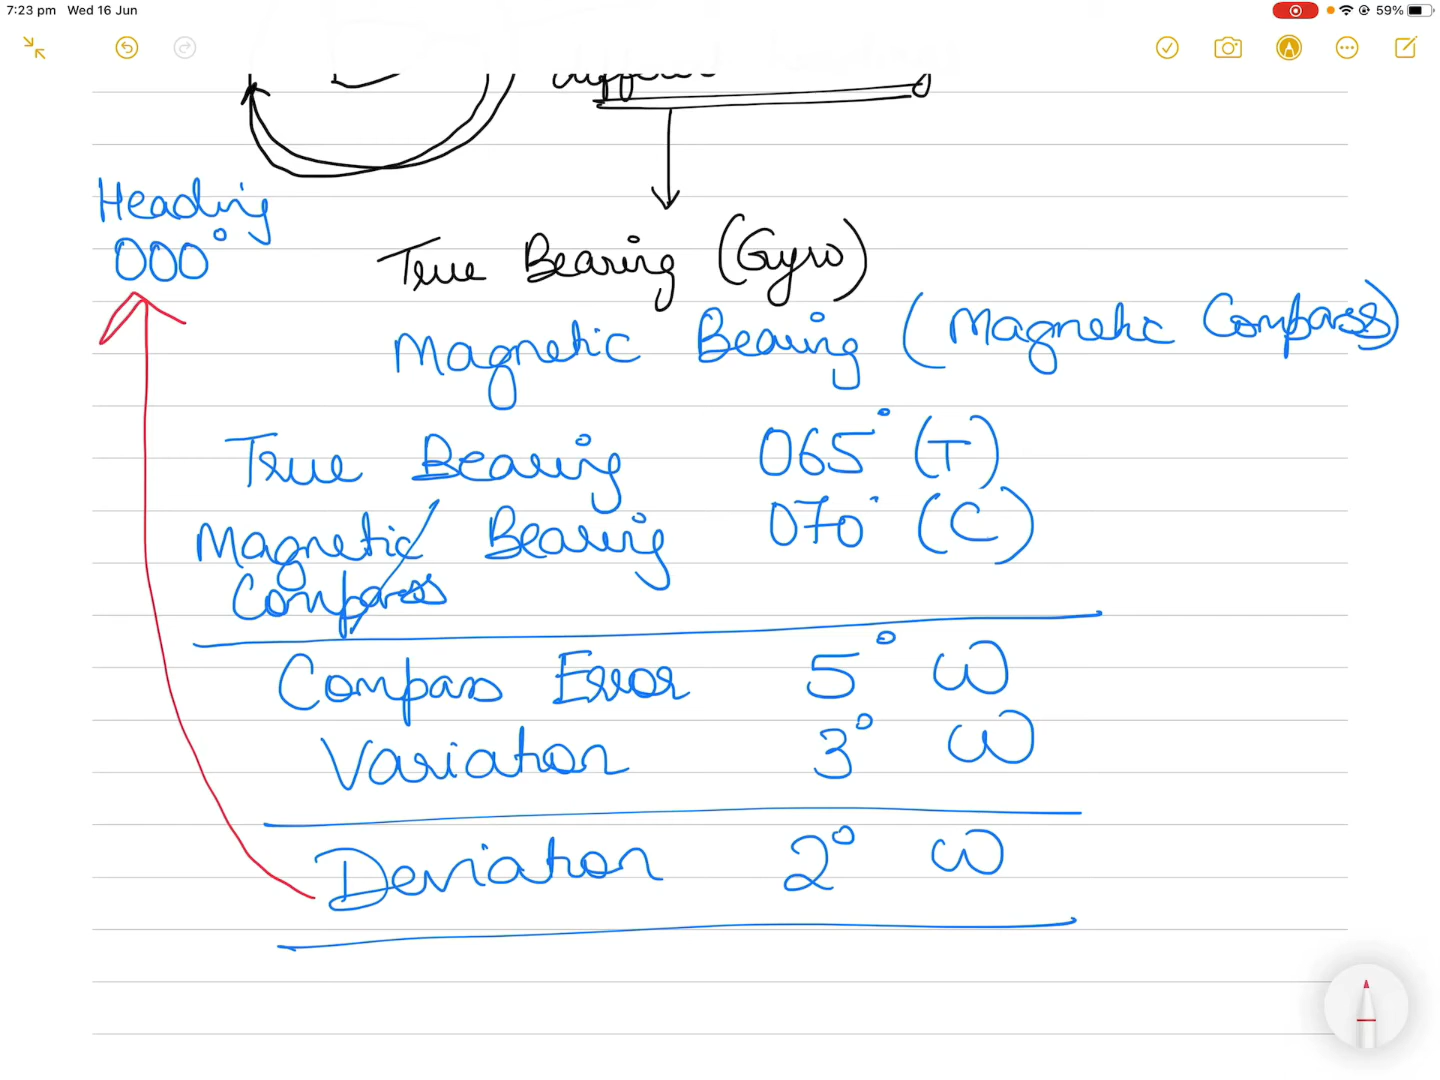 7:23 pm Wed 16 Jun
59%
Heading
000°
True Bearing (Gyro)
Magnetic Bearing (Magnetic Compass)
True Bearing 065° (T)
Magnetic Bearing 070° (C)
Compass
Compass Error 5° W
Variation 3° W
Deviation 2° W